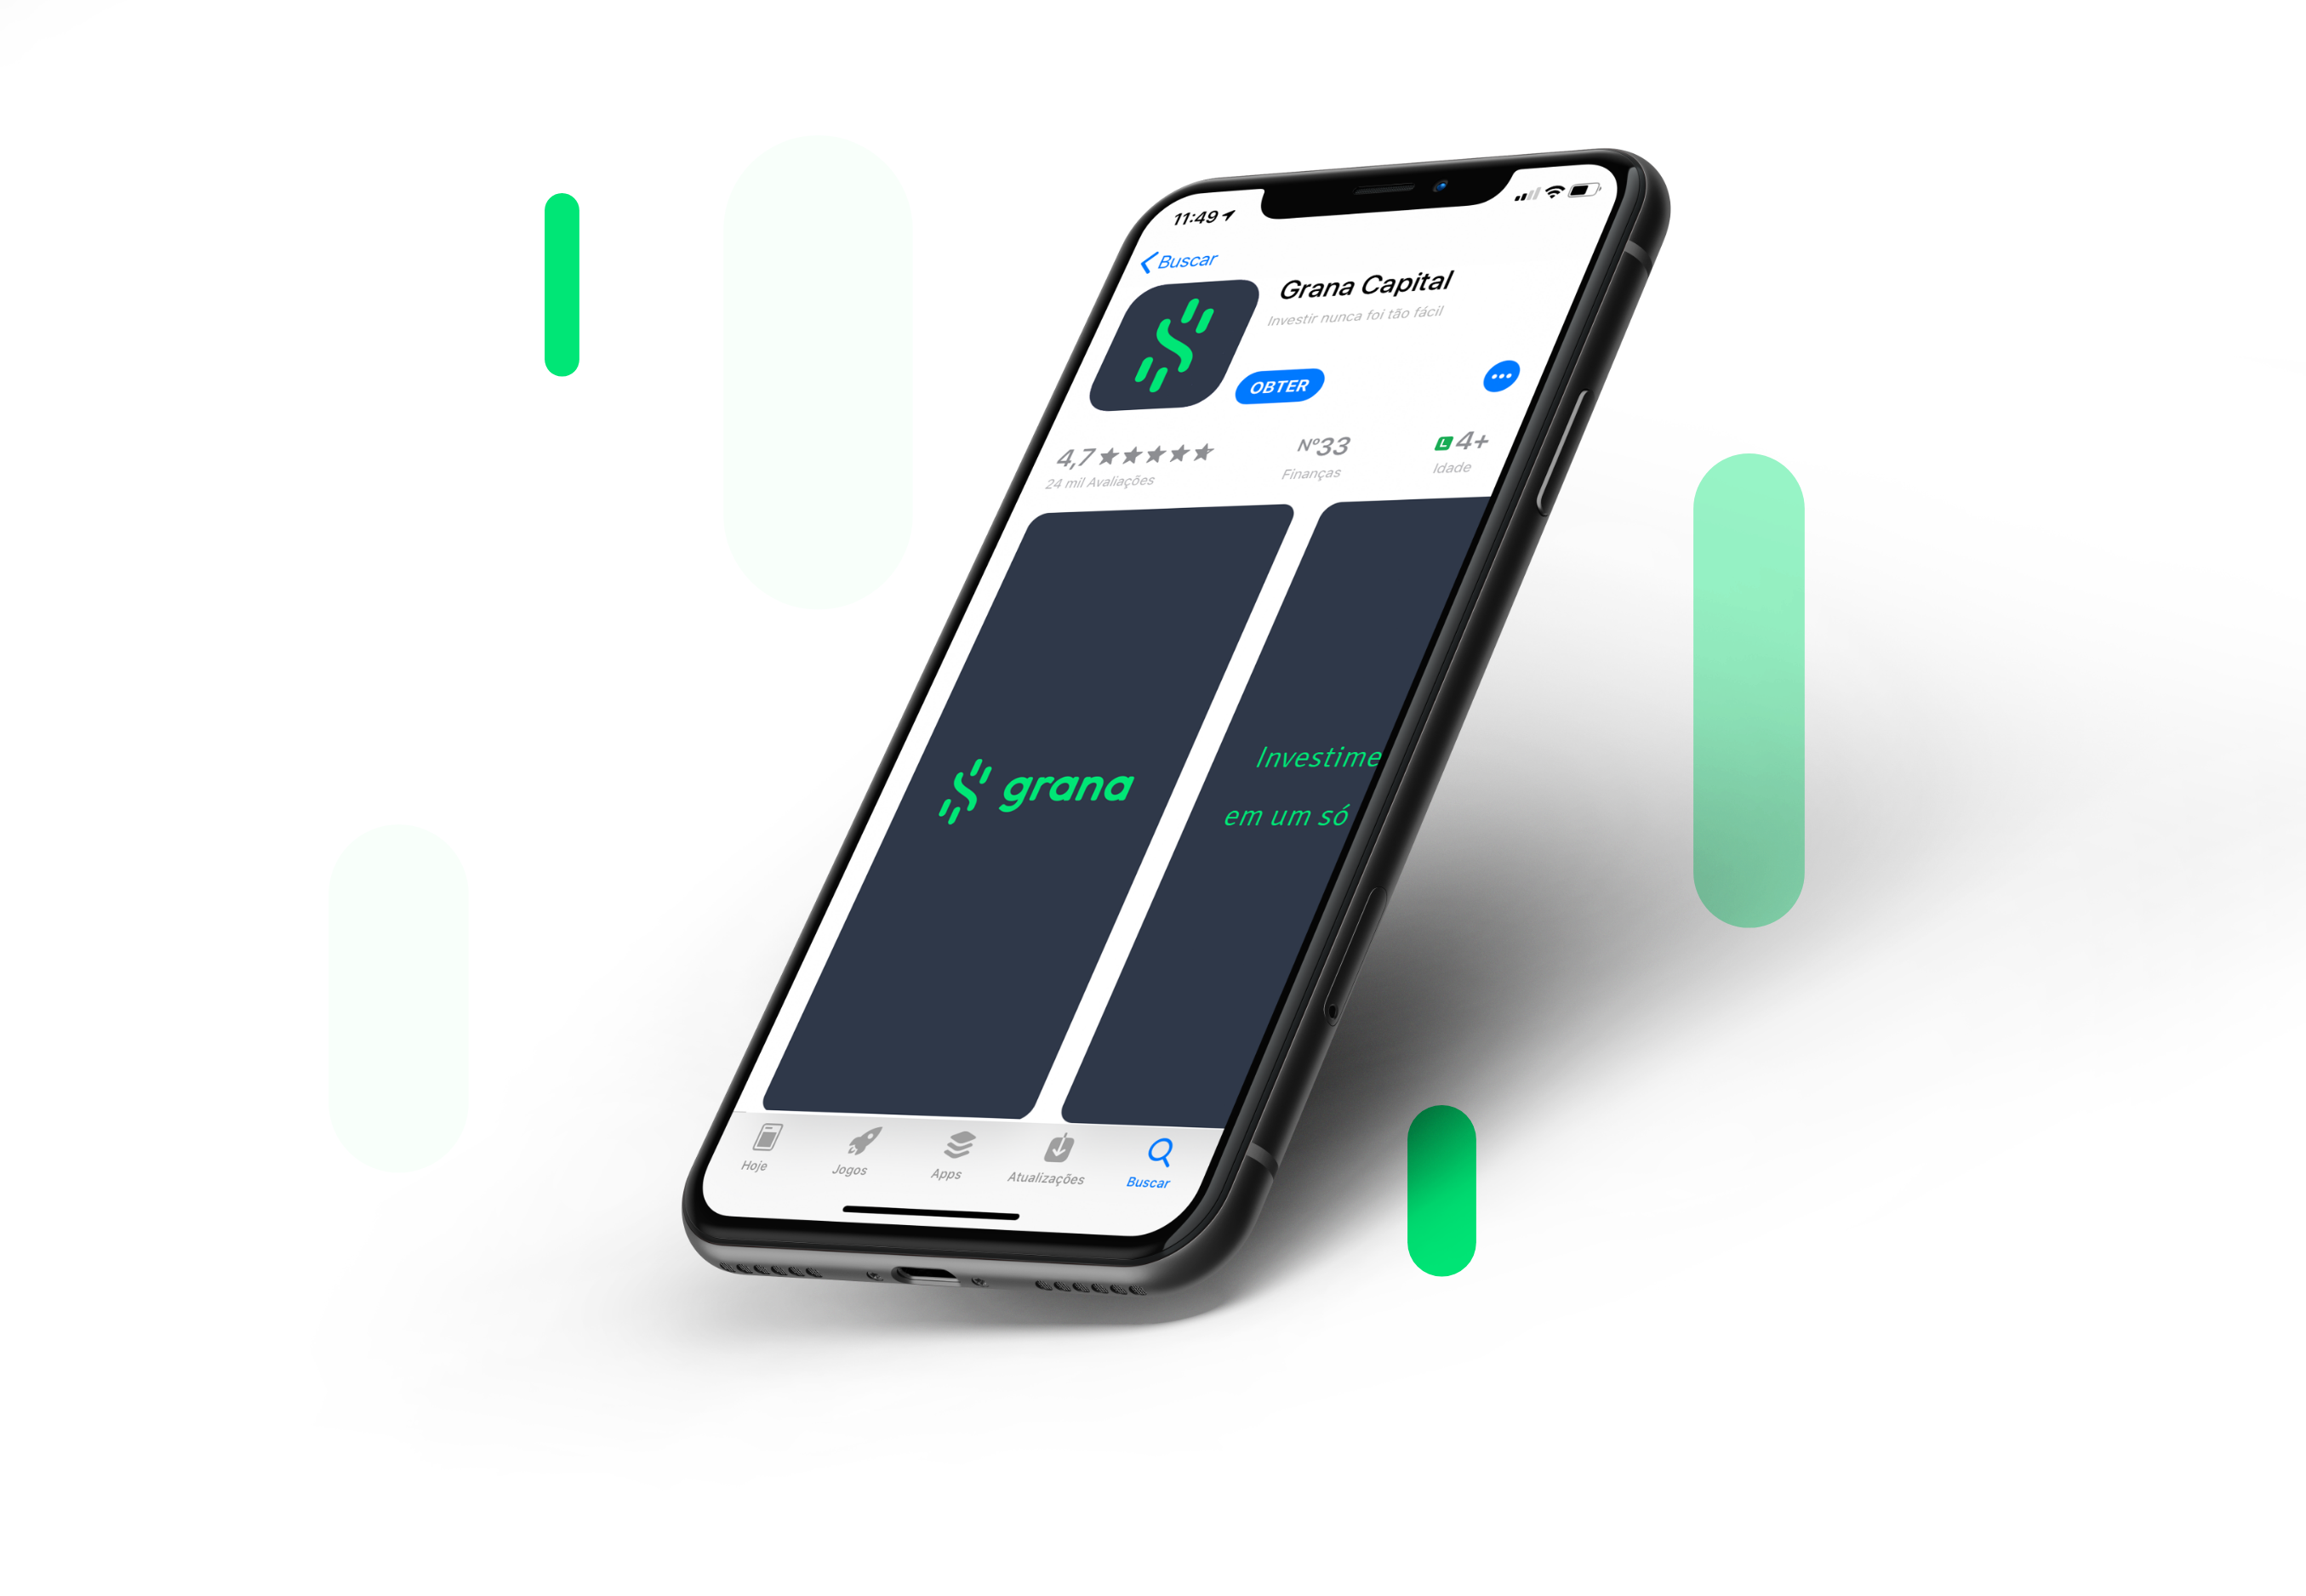 11:49
Buscar
Grana Capital
Investir nunca foi tão fácil
OBTER
4,7
24 mil Avaliações
Nº33
Finanças
L 4+
Idade
grana
Investime
em um só
Hoje
Jogos
Apps
Atualizações
Buscar